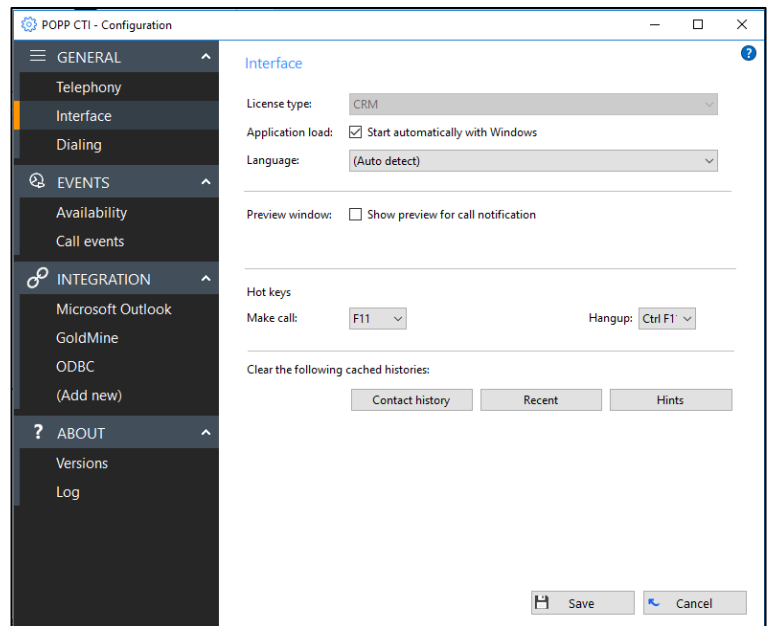 POPP CTI - Configuration
GENERAL
Telephony
Interface
Dialing
EVENTS
Availability
Call events
INTEGRATION
Microsoft Outlook
GoldMine
ODBC
(Add new)
? ABOUT
Versions
Log
?
Interface
License type: CRM
Application load: Start automatically with Windows
Language: (Auto detect)
Preview window: Show preview for call notification
Hot keys
Make call: F11 Hangup: Ctrl
Clear the following cached histories:
Contact history Recent Hints
Save Cancel